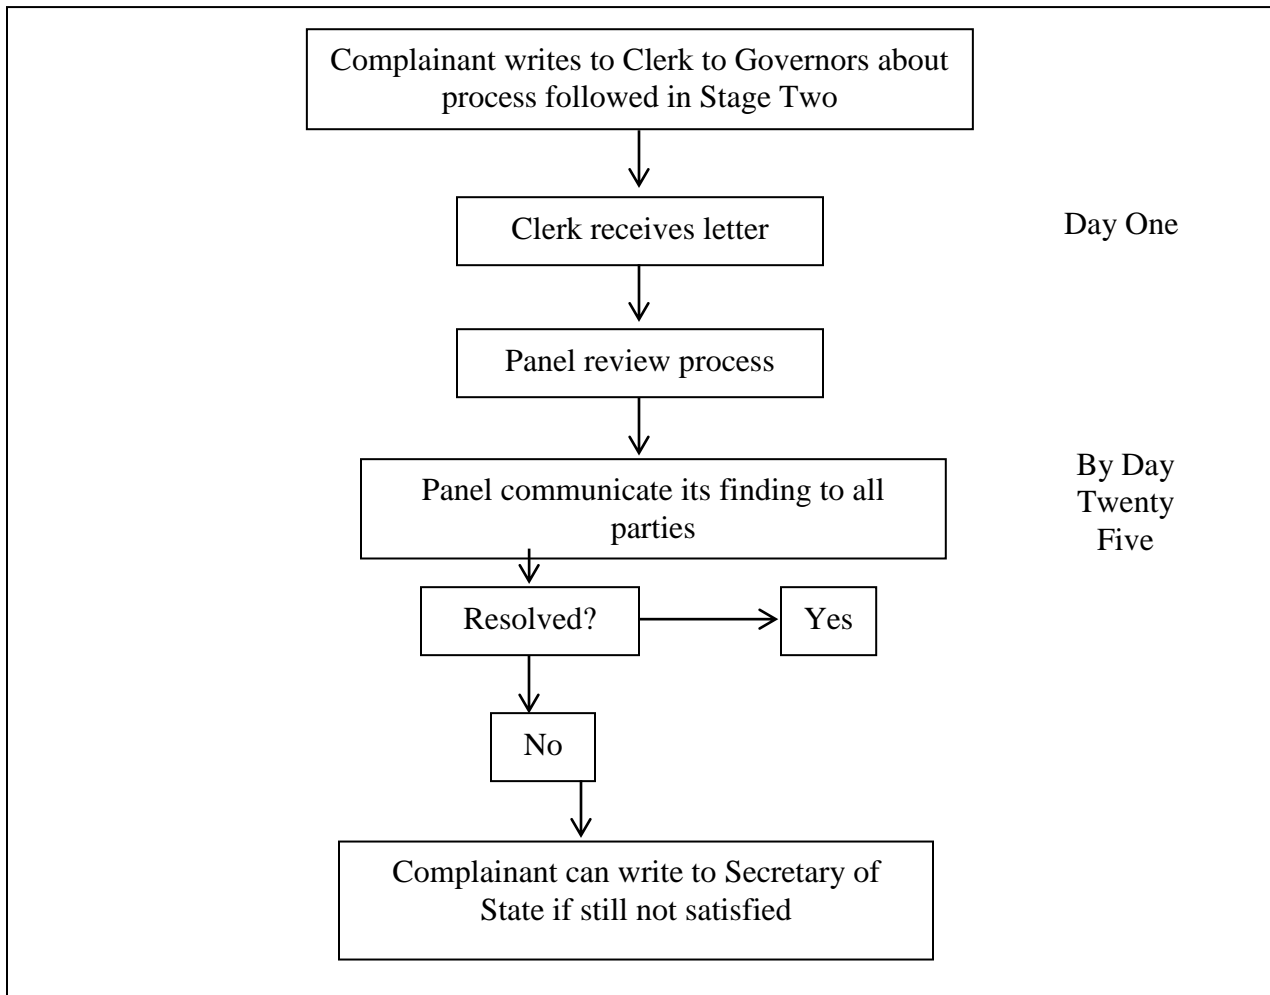 Complainant writes to Clerk to Governors about
process followed in Stage Two
Clerk receives letter
Day One
Panel review process
Panel communicate its finding to all
parties
By Day
Twenty
Five
Resolved?
Yes
No
Complainant can write to Secretary of
State if still not satisfied